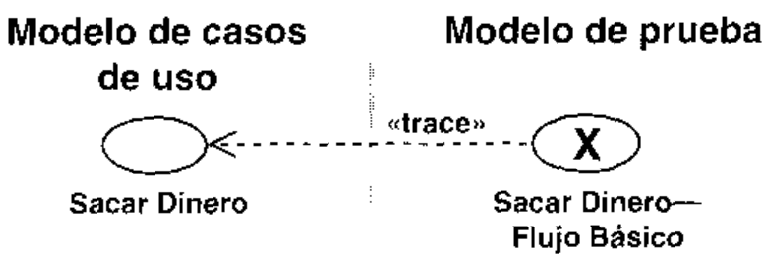 Modelo de casos
de uso
Modelo de prueba
«trace»
X
Sacar Dinero
Sacar Dinero—
Flujo Básico